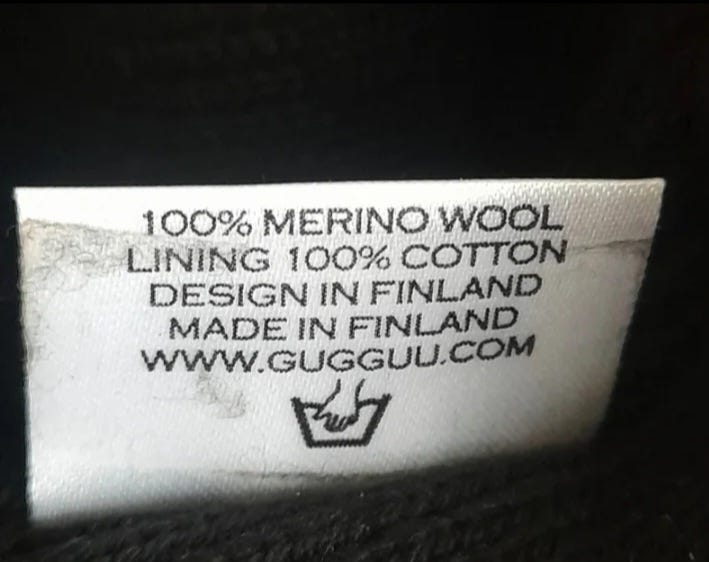 100% MERINO WOOL
LINING 100% COTTON
DESIGN IN FINLAND
MADE IN FINLAND
WWW.GUGGUU.COM